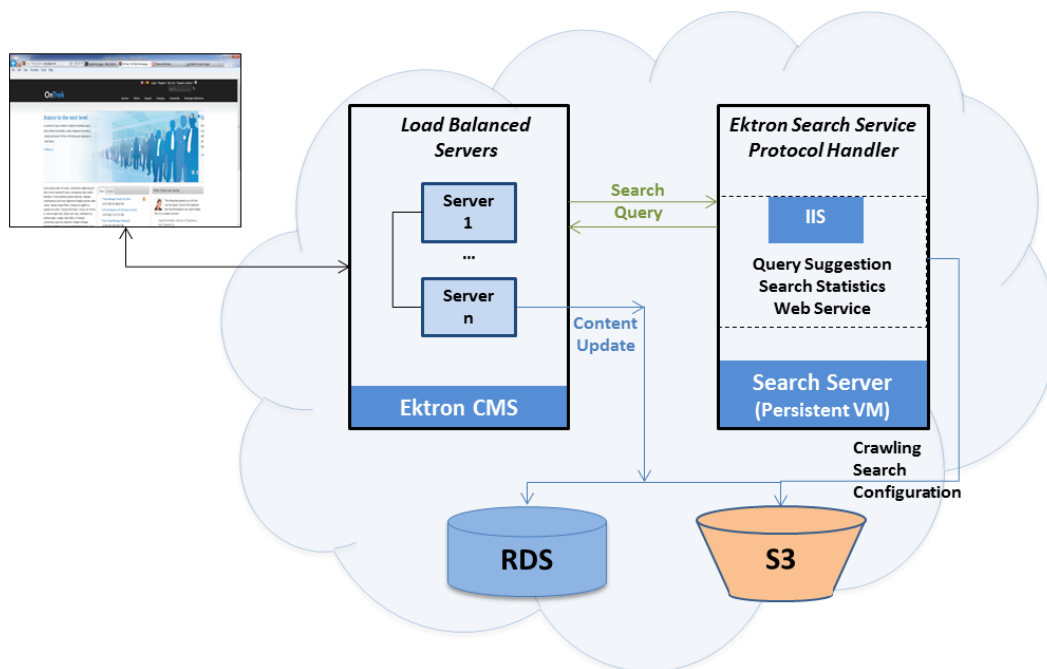 OnTrek
Load Balanced
Servers
Server
1
...
Server
n
Ektron CMS
Search
Query
Content
Update
Ektron Search Service
Protocol Handler
IIS
Query Suggestion
Search Statistics
Web Service
Search Server
(Persistent VM)
Crawling
Search
Configuration
RDS
S3